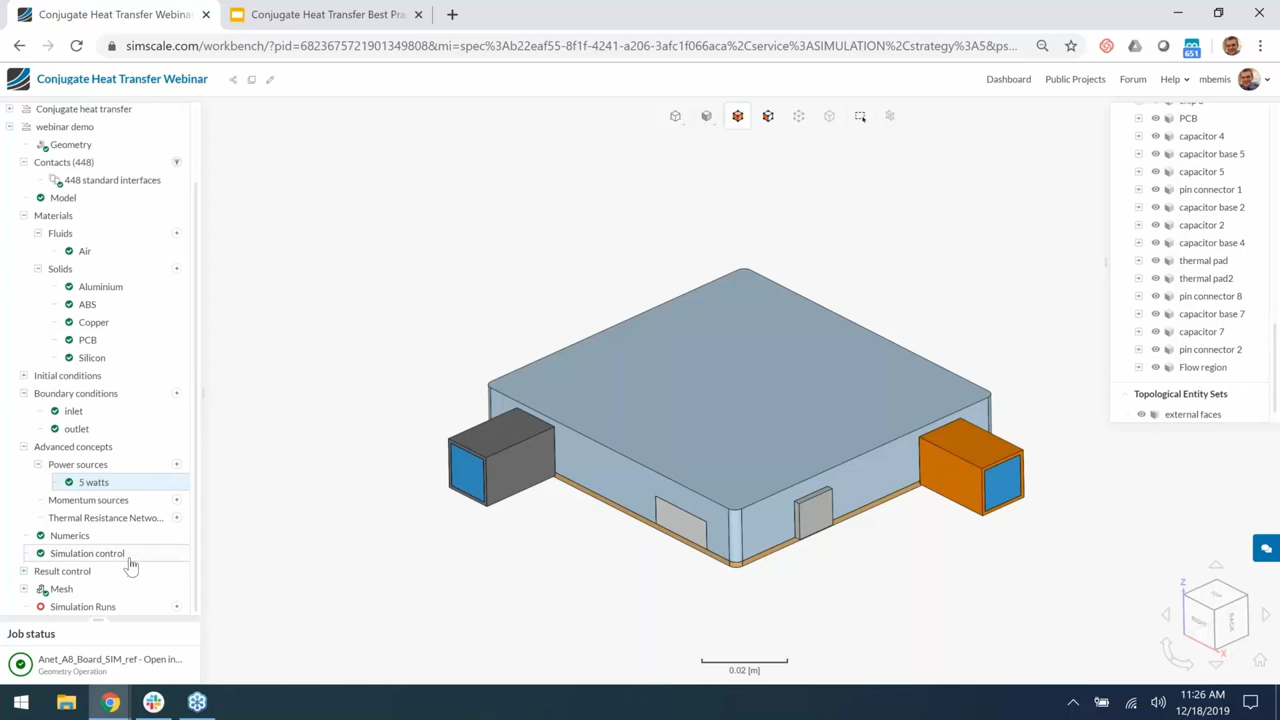 Conjugate Heat Transfer Webinar
Conjugate Heat Transfer Best Pra
simscale.com/workbench/?pid=682367572190134980&mi=spec%3Ab22eaf55-8f1f-4241-a206-3afc1f066aca%2Cservice%3ASIMULATION%2Cstrategy%3A5&ps...
651
Conjugate Heat Transfer Webinar
Dashboard
Public Projects
Forum
Help
mbemis
Conjugate heat transfer
webinar demo
Geometry
Contacts (448)
448 standard interfaces
Model
Materials
Fluids
Air
Solids
Aluminium
ABS
Copper
PCB
Silicon
Initial conditions
Boundary conditions
inlet
outlet
Advanced concepts
Power sources
5 watts
Momentum sources
Thermal Resistance Netwo...
Numerics
Simulation control
Result control
Mesh
Simulation Runs
Job status
Anet_A8_Board_SIM_ref - Open in...
Geometry Operation
PCB
capacitor 4
capacitor base 5
capacitor 5
pin connector 1
capacitor base 2
capacitor 2
capacitor base 4
thermal pad
thermal pad2
pin connector 8
capacitor base 7
capacitor 7
pin connector 2
Flow region
Topological Entity Sets
external faces
0.02 [m]
Z
TOP
RIGHT
BACK
X
11:26 AM
12/18/2019